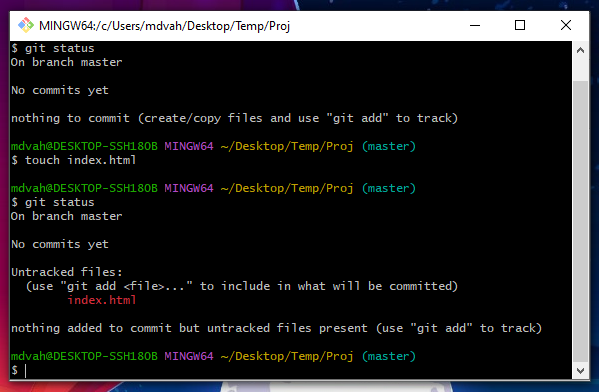 MINGW64:/c/Users/mdvah/Desktop/Temp/Proj
$ git status
On branch master
No commits yet
nothing to commit (create/copy files and use "git add" to track)
mdvah@DESKTOP-SSH18OB MINGW64 ~/Desktop/Temp/Proj (master)
$ touch index.html
mdvah@DESKTOP-SSH18OB MINGW64 ~/Desktop/Temp/Proj (master)
$ git status
On branch master
No commits yet
Untracked files:
  (use "git add <file>..." to include in what will be committed)
        index.html
nothing added to commit but untracked files present (use "git add" to track)
mdvah@DESKTOP-SSH18OB MINGW64 ~/Desktop/Temp/Proj (master)
$